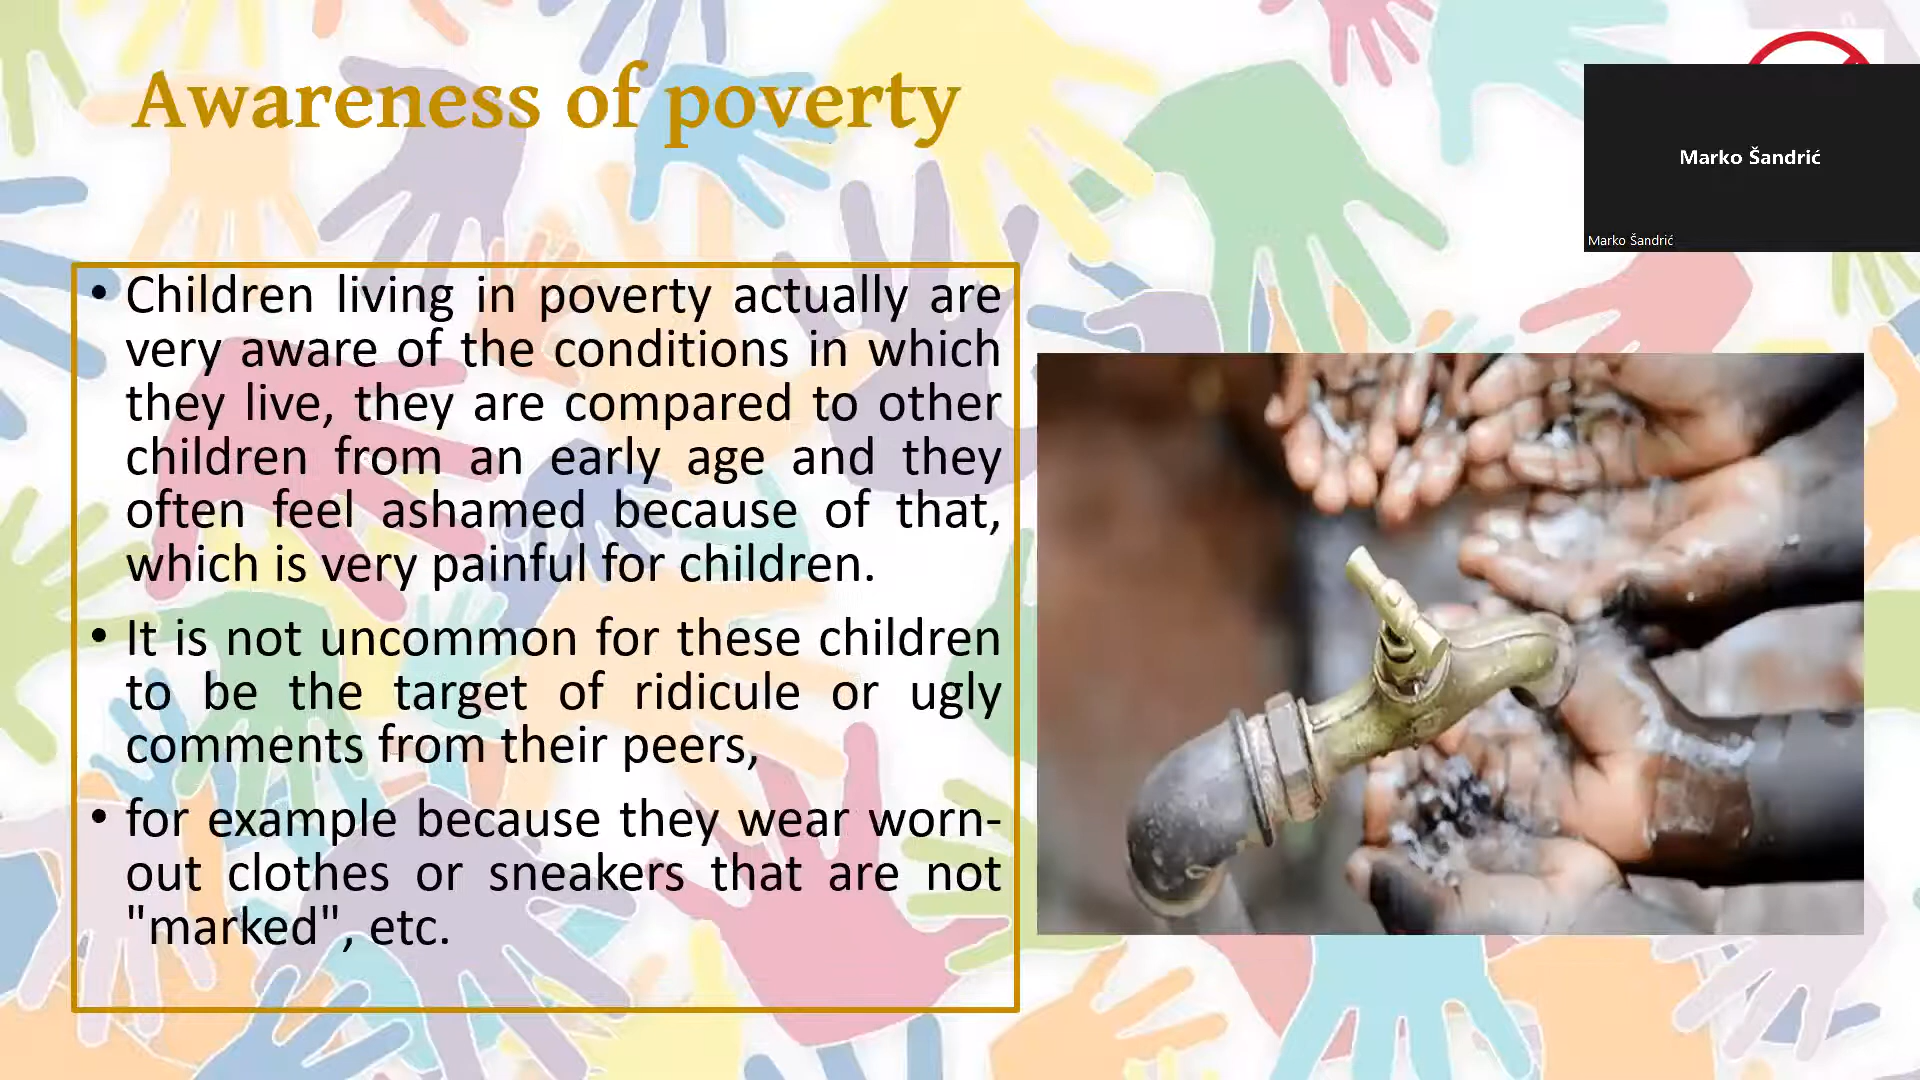 Awareness of poverty
Marko Šandrić
Marko Šandrić
• Children living in poverty actually are
very aware of the conditions in which
they live, they are compared to other
children from an early age and they
often feel ashamed because of that,
which is very painful for children.
• It is not uncommon for these children
to be the target of ridicule or ugly
comments from their peers,
• for example because they wear worn-
out clothes or sneakers that are not
"marked", etc.